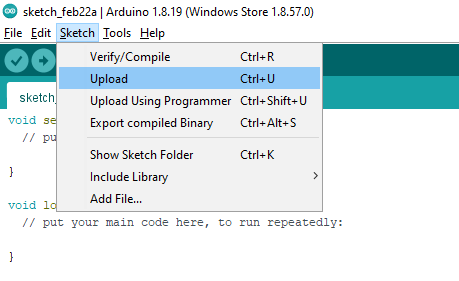 sketch_feb22a | Arduino 1.8.19 (Windows Store 1.8.57.0)
File Edit Sketch Tools Help
Verify/Compile Ctrl+R
Upload Ctrl+U
Upload Using Programmer Ctrl+Shift+U
Export compiled Binary Ctrl+Alt+S
Show Sketch Folder Ctrl+K
Include Library
Add File...
sketch_
void se
// pu
}
void lo
// put your main code here, to run repeatedly:
}